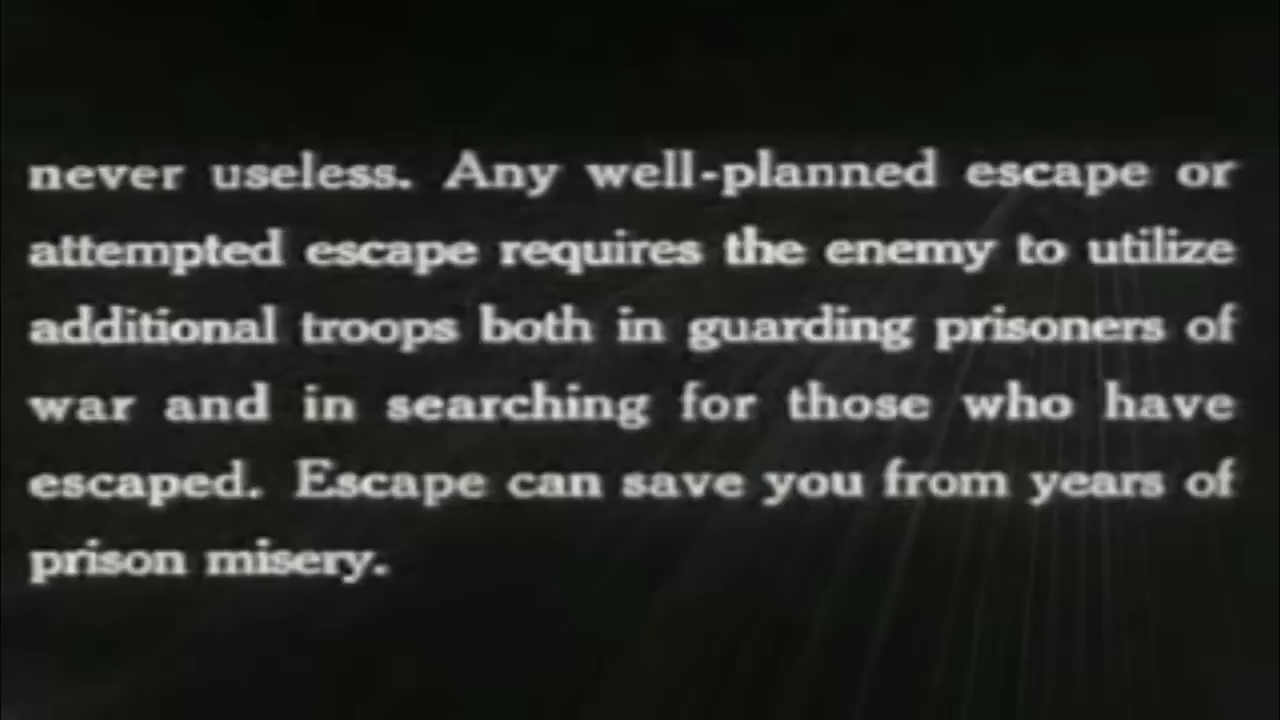 never useless. Any well-planned escape or
attempted escape requires the enemy to utilize
additional troops both in guarding prisoners of
war and in searching for those who have
escaped. Escape can save you from years of
prison misery.